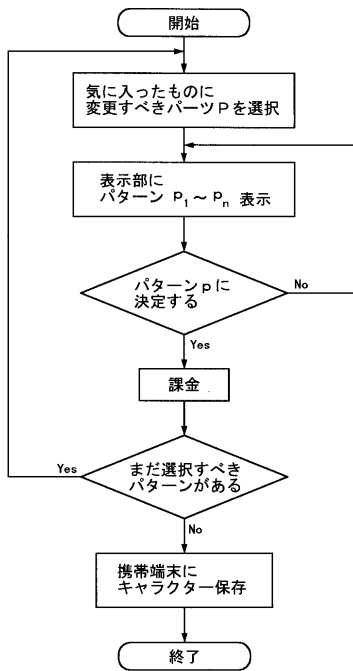 開始
気に入ったものに
変更すべきパーツPを選択
表示部に
パターン p1～pn 表示
パターンpに
決定する
No
Yes
課金
まだ選択すべき
パターンがある
Yes
No
携帯端末に
キャラクター保存
終了